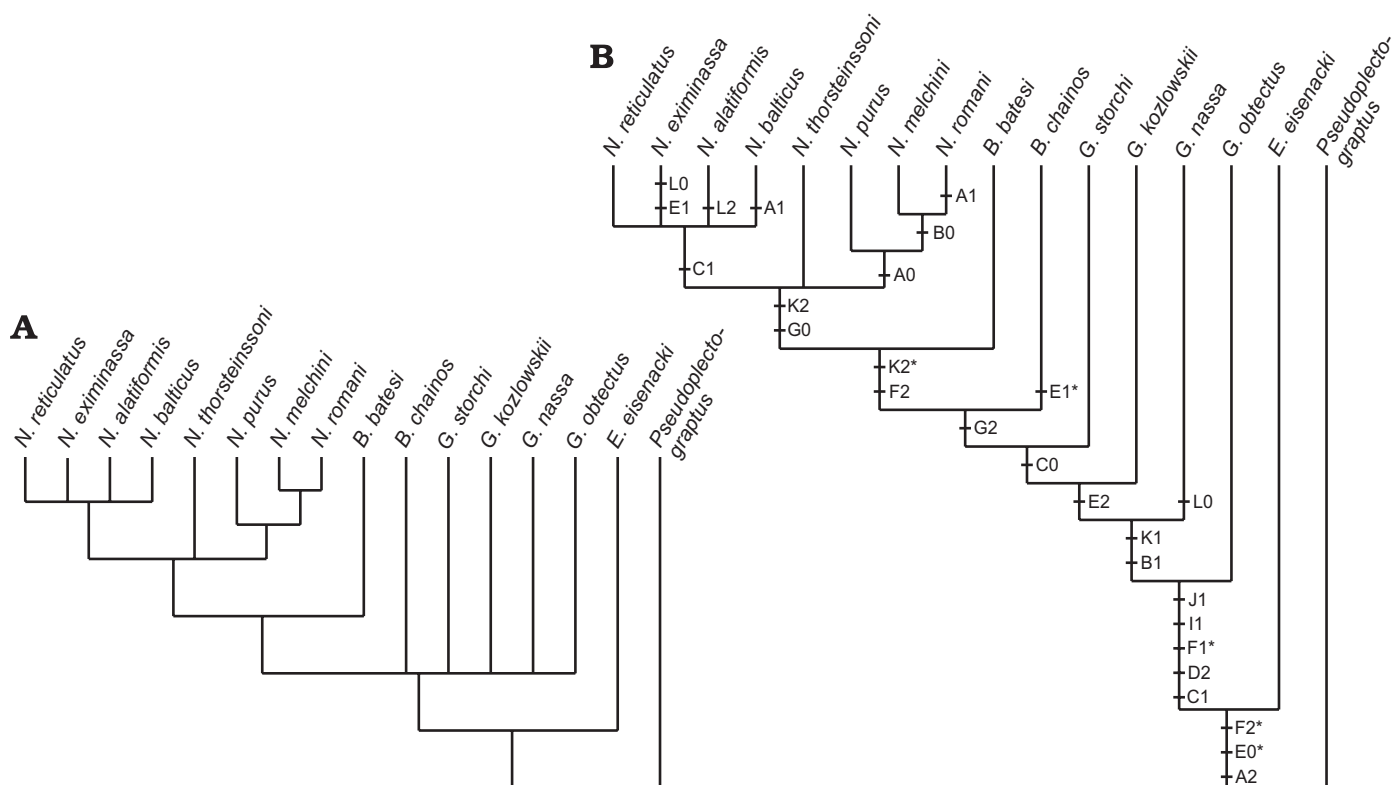 A
N. reticulatus
N. eximinassa
N. alatiformis
N. balticus
N. thorsteinssoni
N. purus
N. melchini
N. romani
B. batesi
B. chainos
G. storchi
G. kozlowskii
G. nassa
G. obtectus
E. eisenacki
Pseudoplecto-
graptus
B
N. reticulatus
N. eximinassa
N. alatiformis
N. balticus
N. thorsteinssoni
N. purus
N. melchini
N. romani
B. batesi
B. chainos
G. storchi
G. kozlowskii
G. nassa
G. obtectus
E. eisenacki
Pseudoplecto-
graptus
L0
E1
L2
A1
A1
B0
C1
A0
K2
G0
K2*
F2
E1*
G2
C0
E2
L0
K1
B1
J1
I1
F1*
D2
C1
F2*
E0*
A2